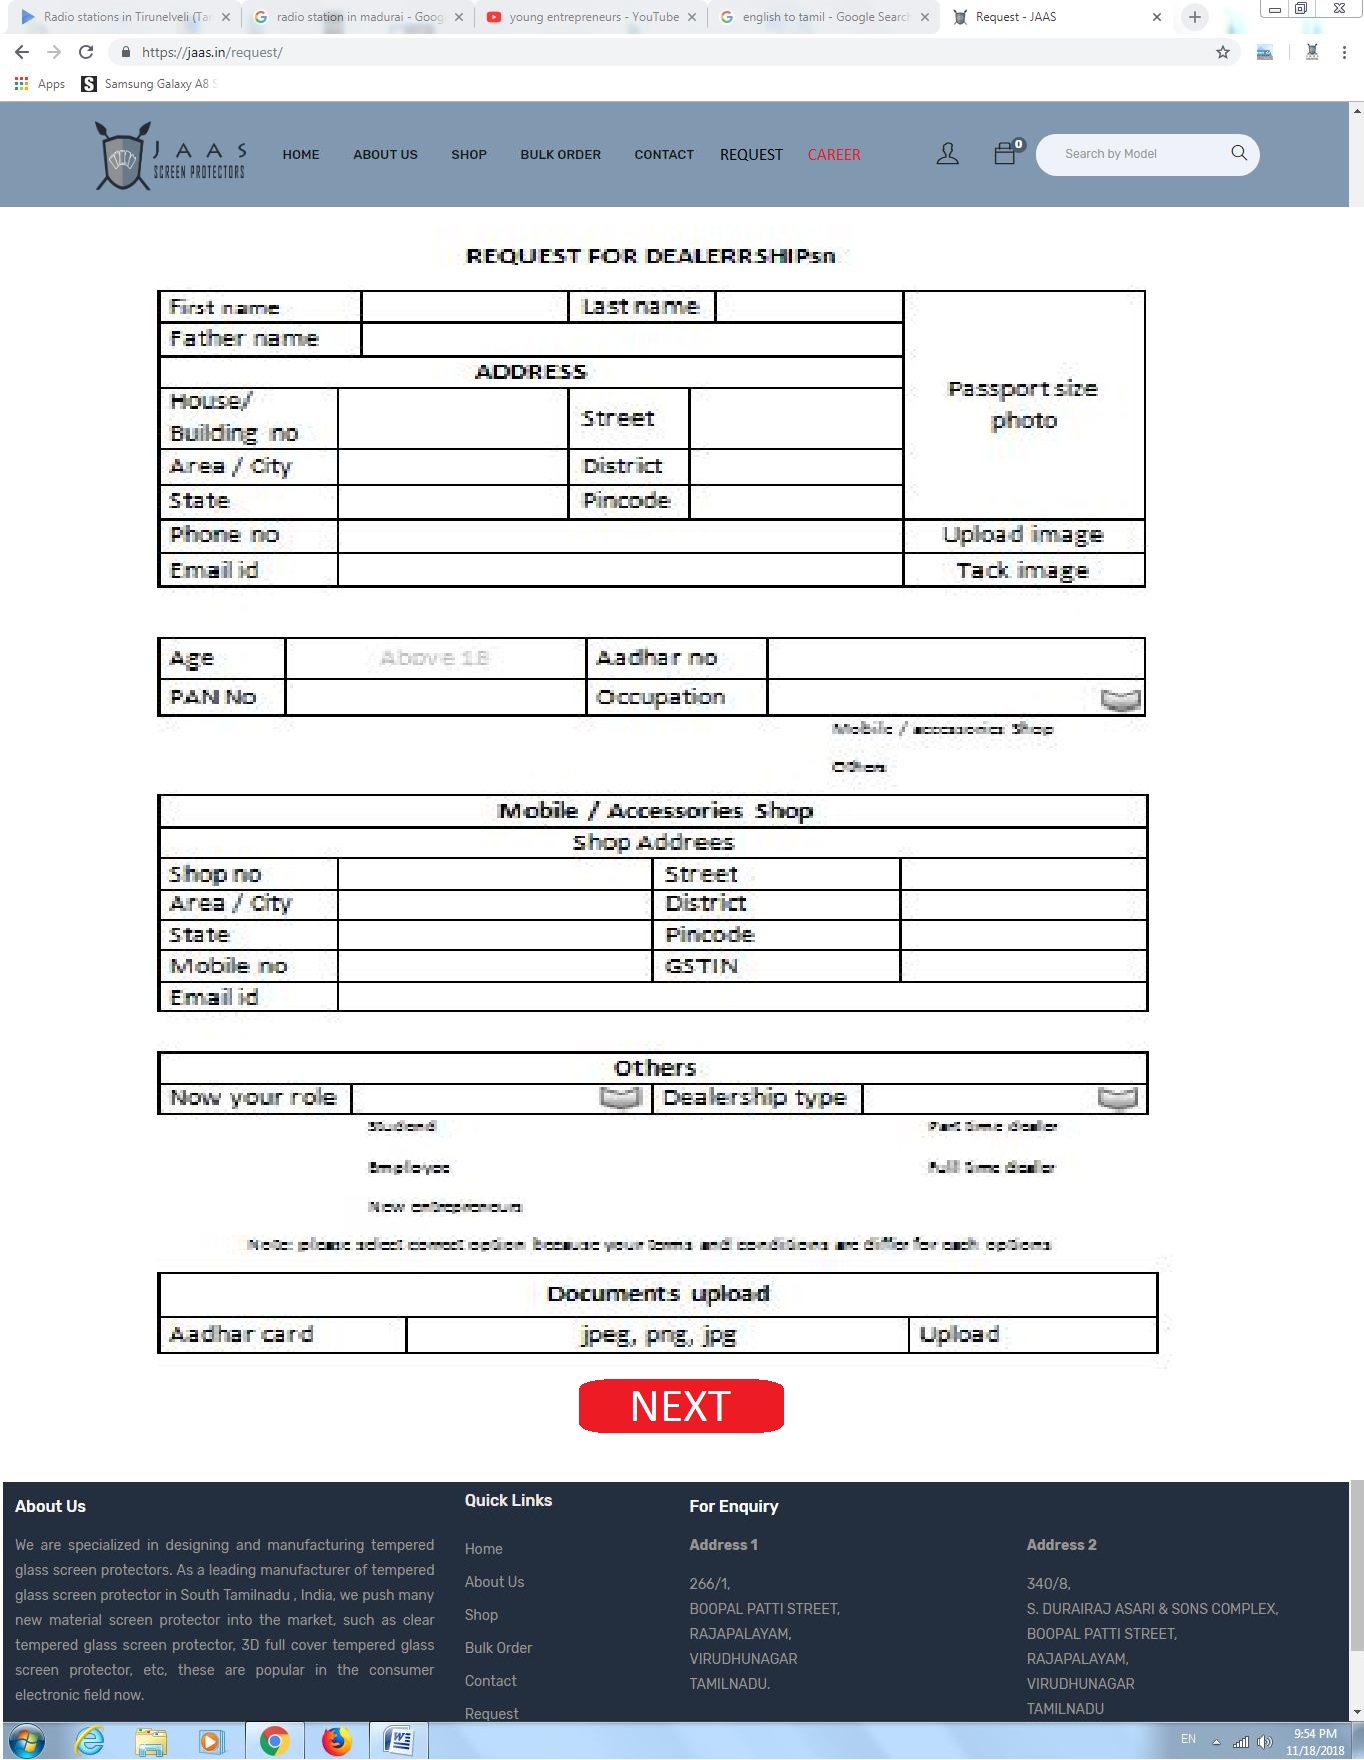 Radio stations in Tirunelveli (Tar
radio station in madurai - Goog
young entrepreneurs - YouTube
english to tamil - Google Search
Request - JAAS
https://jaas.in/request/
Apps
Samsung Galaxy A8 S
JAAS
SCREEN PROTECTORS
HOME ABOUT US SHOP BULK ORDER CONTACT REQUEST CAREER
0
Search by Model
REQUEST FOR DEALERRSHIPsn
First name Last name
Father name
ADDRESS
House/
Building no Street
Area / City District
State Pincode
Passport size
photo
Phone no Upload image
Email id Tack image
Age Above 18 Aadhar no
PAN No Occupation
Mobile / accessories Shop
Others
Mobile / Accessories Shop
Shop Addrees
Shop no Street
Area / City District
State Pincode
Mobile no GSTIN
Email id
Others
Now your role Dealership type
Studend Part time dealer
Employee Full time dealer
New entrepreneurs
Note: please select correct option because your terms and conditions are differ for each options
Documents upload
Aadhar card jpeg, png, jpg Upload
NEXT
About Us
We are specialized in designing and manufacturing tempered
glass screen protectors. As a leading manufacturer of tempered
glass screen protector in South Tamilnadu , India, we push many
new material screen protector into the market, such as clear
tempered glass screen protector, 3D full cover tempered glass
screen protector, etc, these are popular in the consumer
electronic field now.
Quick Links
Home
About Us
Shop
Bulk Order
Contact
Request
For Enquiry
Address 1
266/1,
BOOPAL PATTI STREET,
RAJAPALAYAM,
VIRUDHUNAGAR
TAMILNADU.
Address 2
340/8,
S. DURAIRAJ ASARI & SONS COMPLEX,
BOOPAL PATTI STREET,
RAJAPALAYAM,
VIRUDHUNAGAR
TAMILNADU
EN
9:54 PM
11/18/2018